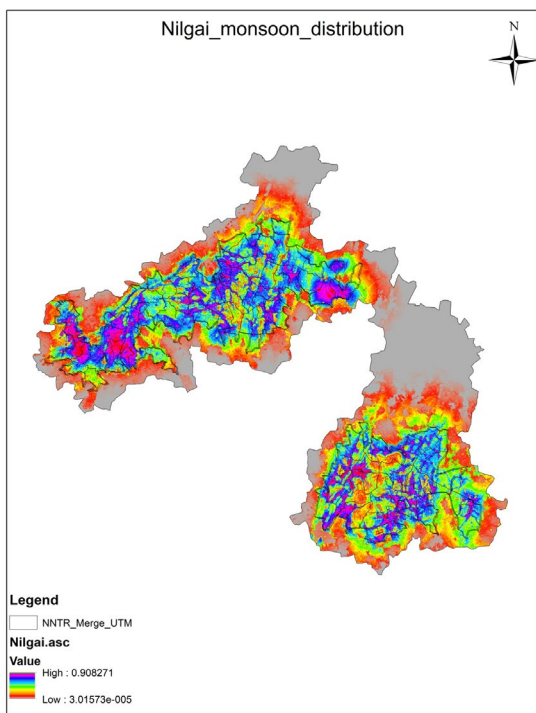 Nilgai_monsoon_distribution
N
Legend
NNTR_Merge_UTM
Nilgai.asc
Value
High : 0.908271
Low : 3.01573e-005